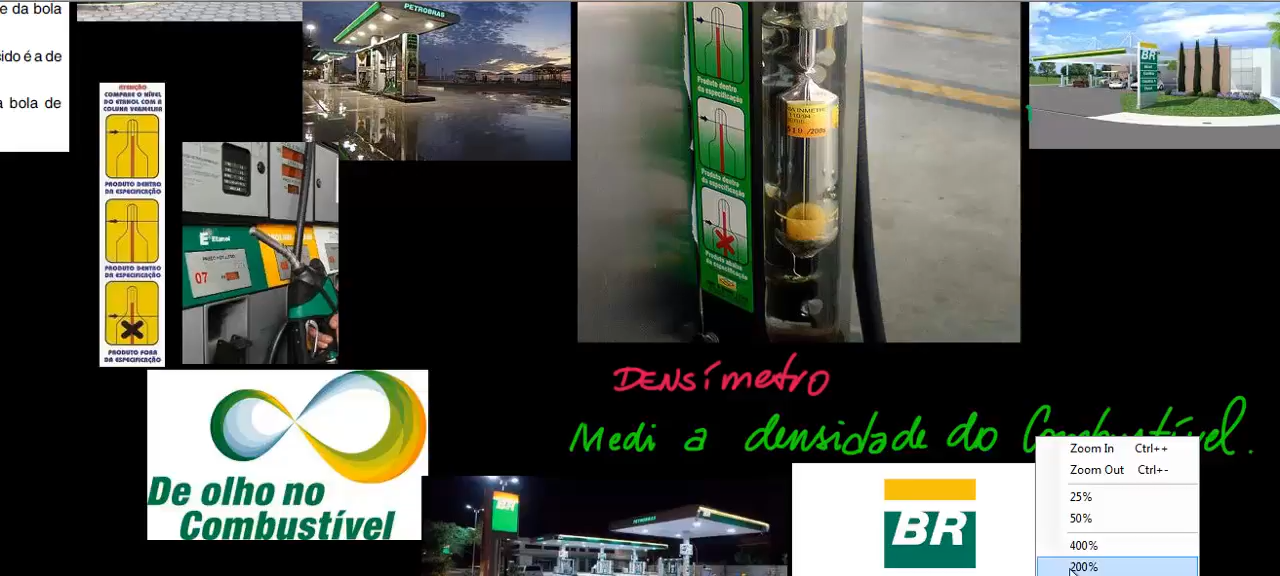 e da bola
sido é a de
a bola de
PETROBRAS
BR
ATENÇÃO
COMPARE O NÍVEL
DO ETANOL COM A
COLUNA VERMELHA
PRODUTO DENTRO
DA ESPECIFICAÇÃO
PRODUTO DENTRO
DA ESPECIFICAÇÃO
PRODUTO FORA
DA ESPECIFICAÇÃO
E Etanol
07
Produto dentro
da especificação
Produto dentro
da especificação
da especificação
DENSímetro
Medi a densidade do Combustível.
De olho no
Combustível
BR
PETROBRAS
BR
Zoom In Ctrl++
Zoom Out Ctrl+-
25%
50%
400%
200%